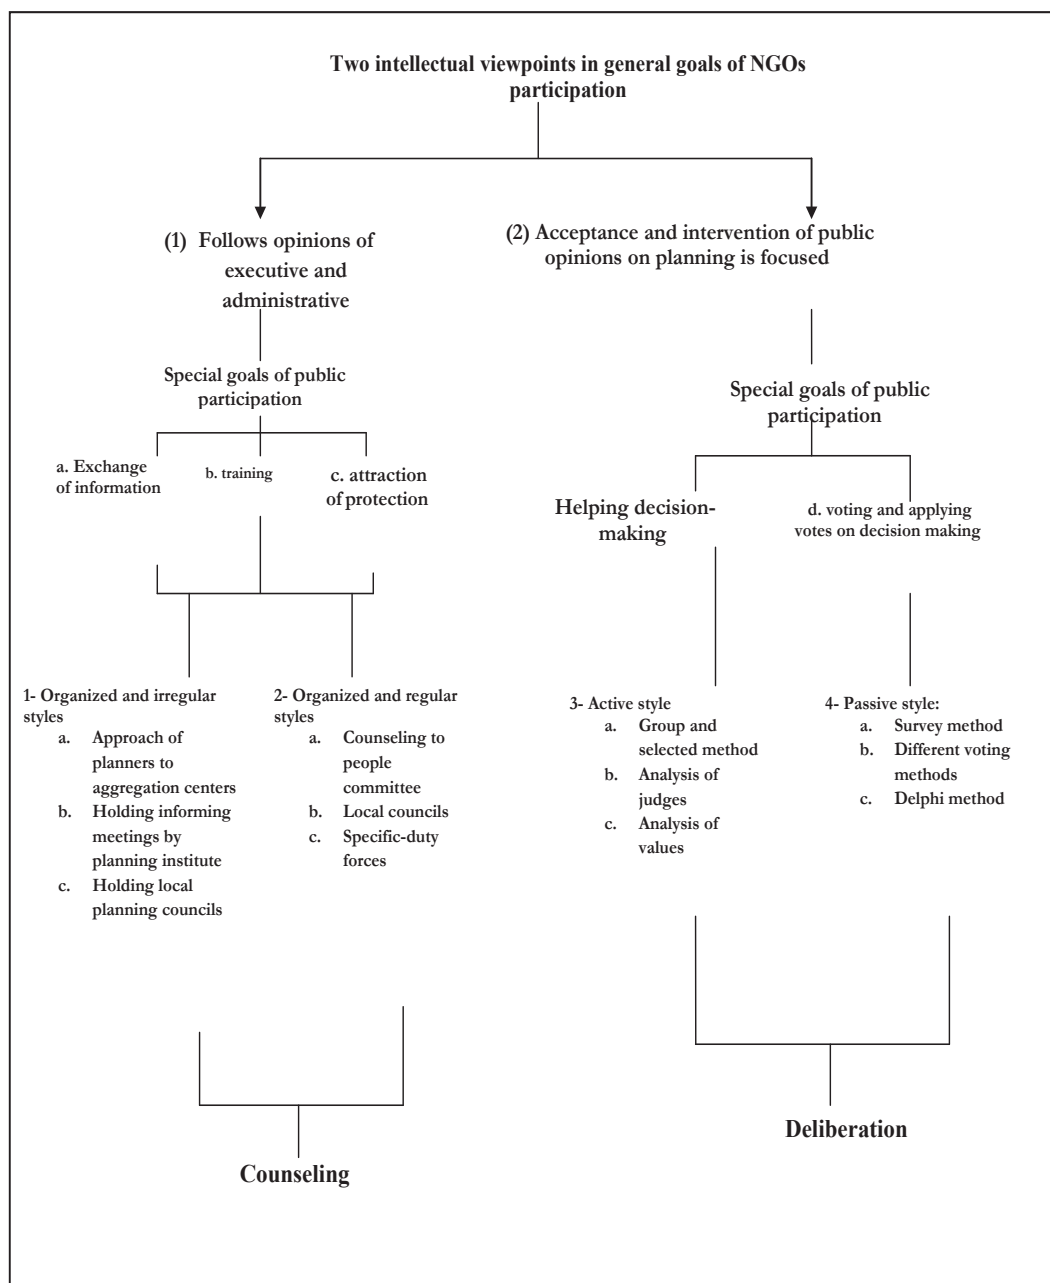 Two intellectual viewpoints in general goals of NGOs
participation
(1) Follows opinions of
executive and
administrative
(2) Acceptance and intervention of public
opinions on planning is focused
Special goals of public
participation
Special goals of public
participation
a. Exchange
of information
b. training
c. attraction
of protection
Helping decision-
making
d. voting and applying
votes on decision making
1- Organized and irregular
styles
a. Approach of
planners to
aggregation centers
b. Holding informing
meetings by
planning institute
c. Holding local
planning councils
2- Organized and regular
styles
a. Counseling to
people
committee
b. Local councils
c. Specific-duty
forces
3- Active style
a. Group and
selected method
b. Analysis of
judges
c. Analysis of
values
4- Passive style:
a. Survey method
b. Different voting
methods
c. Delphi method
Counseling
Deliberation